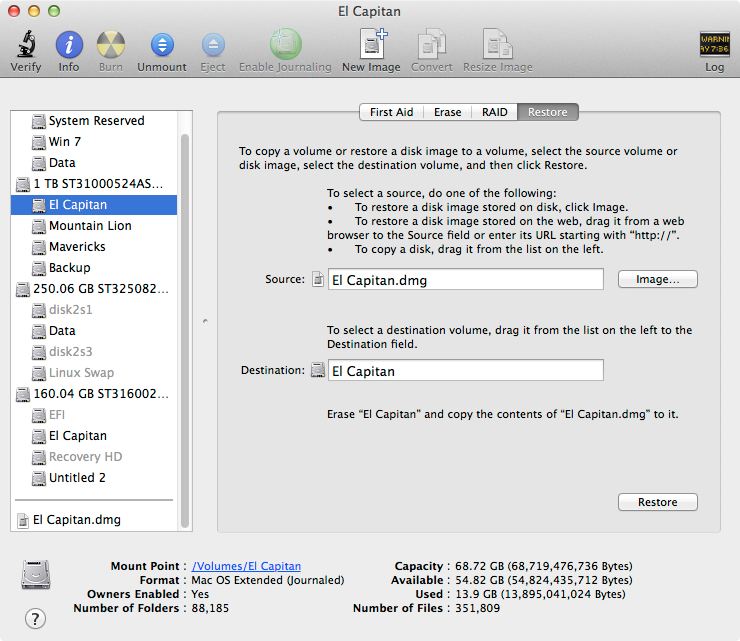 El Capitan
Verify Info Burn Unmount Eject Enable Journaling New Image Convert Resize Image Log
WARNIN
AY 7:36
System Reserved
Win 7
Data
1 TB ST31000524AS...
El Capitan
Mountain Lion
Mavericks
Backup
250.06 GB ST325082...
disk2s1
Data
disk2s3
Linux Swap
160.04 GB ST316002...
EFI
El Capitan
Recovery HD
Untitled 2
El Capitan.dmg
First Aid Erase RAID Restore
To copy a volume or restore a disk image to a volume, select the source volume or
disk image, select the destination volume, and then click Restore.
To select a source, do one of the following:
• To restore a disk image stored on disk, click Image.
• To restore a disk image stored on the web, drag it from a web
browser to the Source field or enter its URL starting with “http://”.
• To copy a disk, drag it from the list on the left.
Source: El Capitan.dmg Image...
To select a destination volume, drag it from the list on the left to the
Destination field.
Destination: El Capitan
Erase “El Capitan” and copy the contents of “El Capitan.dmg” to it.
Restore
Mount Point : /Volumes/El Capitan
Format : Mac OS Extended (Journaled)
Owners Enabled : Yes
Number of Folders : 88,185
Capacity : 68.72 GB (68,719,476,736 Bytes)
Available : 54.82 GB (54,824,435,712 Bytes)
Used : 13.9 GB (13,895,041,024 Bytes)
Number of Files : 351,809
?